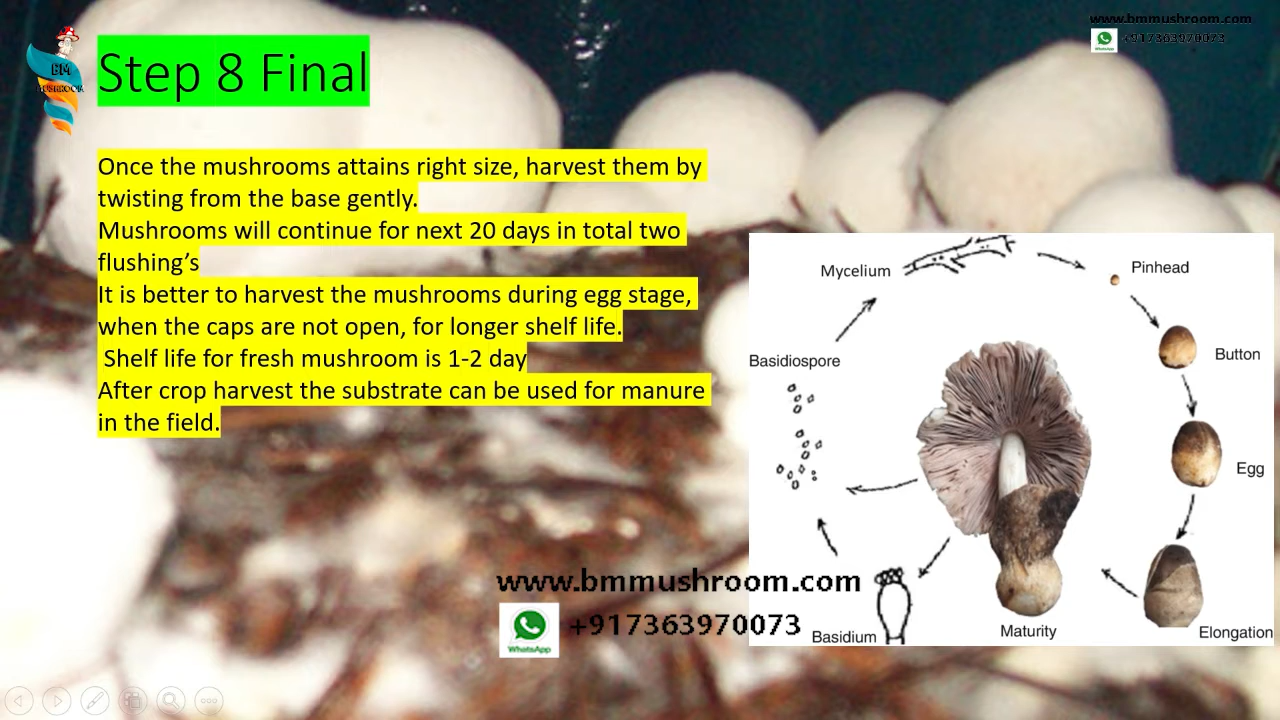 www.bmmushroom.com
WhatsApp +917363970073
BM
MUSHROOM
Step 8 Final
Once the mushrooms attains right size, harvest them by
twisting from the base gently.
Mushrooms will continue for next 20 days in total two
flushing’s
It is better to harvest the mushrooms during egg stage,
when the caps are not open, for longer shelf life.
Shelf life for fresh mushroom is 1-2 day
After crop harvest the substrate can be used for manure
in the field.
Mycelium
Pinhead
Button
Egg
Elongation
Maturity
Basidium
Basidiospore
www.bmmushroom.com
WhatsApp +917363970073